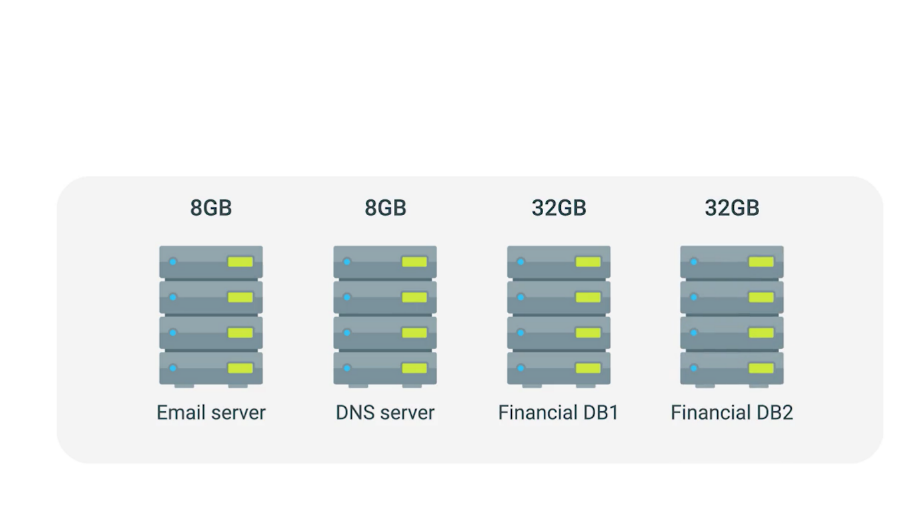 8GB
8GB
32GB
32GB
Email server
DNS server
Financial DB1
Financial DB2